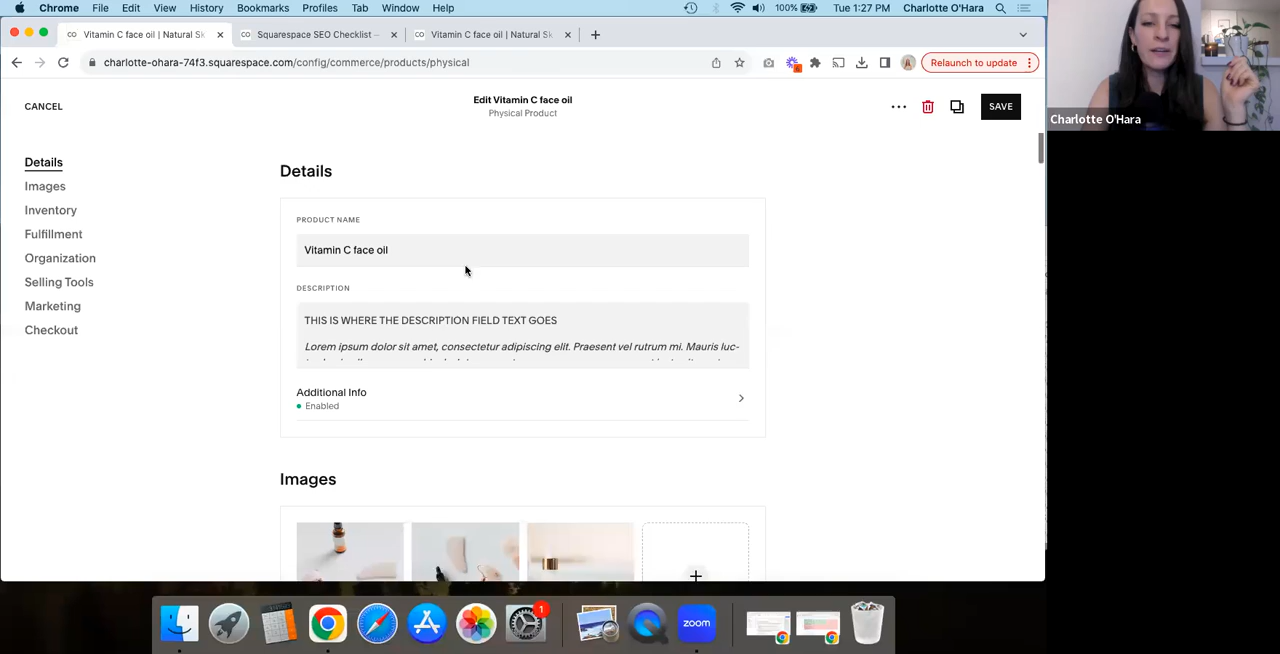 Chrome File Edit View History Bookmarks Profiles Tab Window Help 100% Tue 1:27 PM Charlotte O'Hara
Vitamin C face oil | Natural Sk Squarespace SEO Checklist – Vitamin C face oil | Natural Sk
charlotte-ohara-74f3.squarespace.com/config/commerce/products/physical Relaunch to update
CANCEL
Edit Vitamin C face oil
Physical Product
SAVE
Charlotte O'Hara
Details
Images
Inventory
Fulfillment
Organization
Selling Tools
Marketing
Checkout
Details
PRODUCT NAME
Vitamin C face oil
DESCRIPTION
THIS IS WHERE THE DESCRIPTION FIELD TEXT GOES
Lorem ipsum dolor sit amet, consectetur adipiscing elit. Praesent vel rutrum mi. Mauris luc-
Additional Info
Enabled
Images
1
zoom